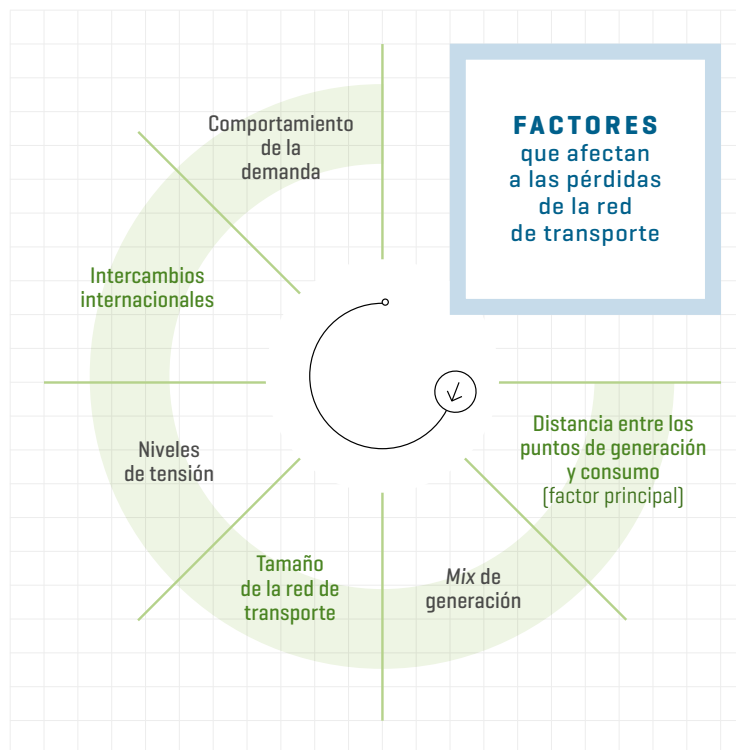 FACTORES
que afectan
a las pérdidas
de la red
de transporte
Comportamiento
de la
demanda
Intercambios
internacionales
Niveles
de tensión
Tamaño
de la red de
transporte
Mix de
generación
Distancia entre los
puntos de generación
y consumo
(factor principal)